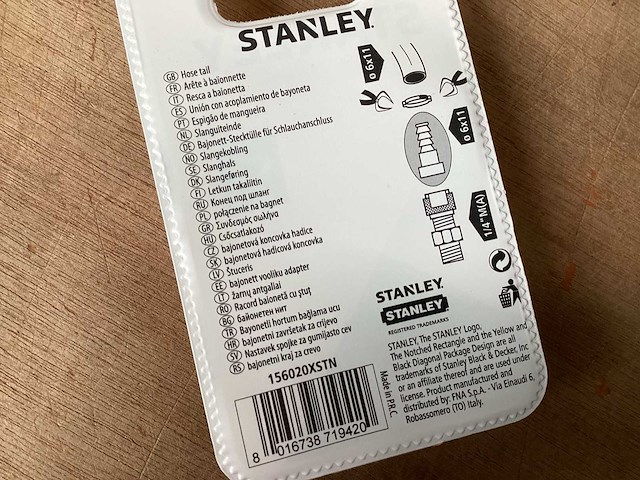 STANLEY
GB Hose tail
FR Arête à baïonnette
IT Resca a baionetta
ES Unión con acoplamiento de bayoneta
PT Espigão de mangueira
NL Slanguiteinde
DE Bajonett-Stecktülle für Schlauchanschluss
NO Slangekobling
SE Slanghals
DK Slangeføring
FI Letkun takaliitin
RU Конец под шланг
PL połączenie na bagnet
GR Συνδεσμός σωλήνα
HU Csőcsatlakozó
CZ bajonetová koncovka hadice
SK bajonetová hadicová koncovka
LV Štuceris
EE bajonett vooliku adapter
LT žarnų antgaliai
RO Racord baionetă cu ștuț
BG байонетен нит
TR Bayonetli hortum bağlama ucu
HR bajonetni završetak za crijevo
SV Nastavek spojke za gumijasto cev
RS bajonetni kraj za crevo
156020XSTN
8 016738 719420
Made in P.R.C.
ø 6x11
ø 6x11
1/4"M(A)
STANLEY.
STANLEY
REGISTERED TRADEMARKS
STANLEY, The STANLEY Logo,
The Notched Rectangle and the Yellow and
Black Diagonal Package Design are all
trademarks of Stanley Black & Decker, Inc
or an affiliate thereof and are used under
license. Product manufactured and
distributed by: FNA S.p.A. - Via Einaudi 6,
Robassomero (TO) Italy.